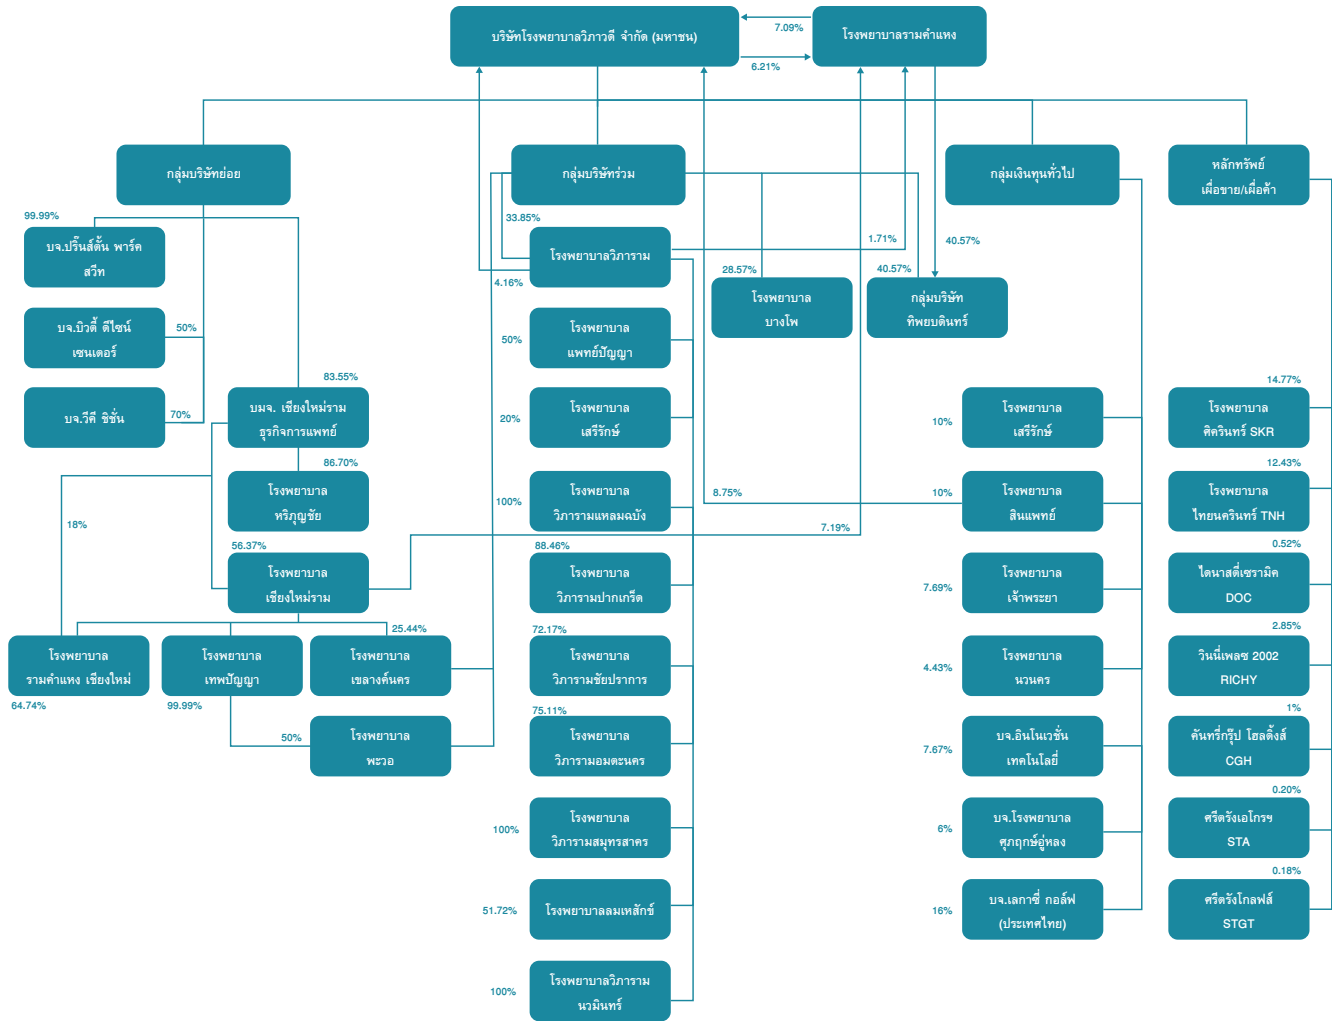 บริษัทโรงพยาบาลวิภาวดี จำกัด (มหาชน)
7.09%
6.21%
โรงพยาบาลรามคำแหง
กลุ่มบริษัทย่อย
กลุ่มบริษัทร่วม
กลุ่มเงินทุนทั่วไป
หลักทรัพย์
เผื่อขาย/เผื่อค้า
99.99%
บจ.ปริ๊นส์ตั้น พาร์ค
สวีท
บจ.บิวตี้ ดีไซน์
เซนเตอร์
50%
บจ.วีดี ซิชั่น
70%
83.55%
บมจ. เชียงใหม่ราม
ธุรกิจการแพทย์
86.70%
โรงพยาบาล
หริภุญชัย
18%
56.37%
โรงพยาบาล
เชียงใหม่ราม
โรงพยาบาล
รามคำแหง เชียงใหม่
64.74%
โรงพยาบาล
เทพปัญญา
99.99%
25.44%
โรงพยาบาล
เขลางค์นคร
50%
โรงพยาบาล
พะวอ
33.85%
โรงพยาบาลวิภาราม
4.16%
1.71%
40.57%
28.57%
โรงพยาบาล
บางโพ
40.57%
กลุ่มบริษัท
ทิพยบดินทร์
50%
โรงพยาบาล
แพทย์ปัญญา
20%
โรงพยาบาล
เสรีรักษ์
100%
โรงพยาบาล
วิภารามแหลมฉบัง
8.75%
7.19%
88.46%
โรงพยาบาล
วิภารามปากเกร็ด
72.17%
โรงพยาบาล
วิภารามชัยปราการ
75.11%
โรงพยาบาล
วิภารามอมตะนคร
100%
โรงพยาบาล
วิภารามสมุทรสาคร
51.72%
โรงพยาบาลลมเหสักข์
100%
โรงพยาบาลวิภาราม
นวมินทร์
10%
โรงพยาบาล
เสรีรักษ์
10%
โรงพยาบาล
สินแพทย์
7.69%
โรงพยาบาล
เจ้าพระยา
4.43%
โรงพยาบาล
นวนคร
7.67%
บจ.อินโนเวชั่น
เทคโนโลยี่
6%
บจ.โรงพยาบาล
ศุภฤกษ์อู่หลง
16%
บจ.เลกาซี่ กอล์ฟ
(ประเทศไทย)
14.77%
โรงพยาบาล
ศิครินทร์ SKR
12.43%
โรงพยาบาล
ไทยนครินทร์ TNH
0.52%
ไดนาสตี่เซรามิค
DOC
2.85%
วินนี่เพลซ 2002
RICHY
1%
คันทรี่กรุ๊ป โฮลดิ้งส์
CGH
0.20%
ศรีตรังเอโกรฯ
STA
0.18%
ศรีตรังโกลฟส์
STGT